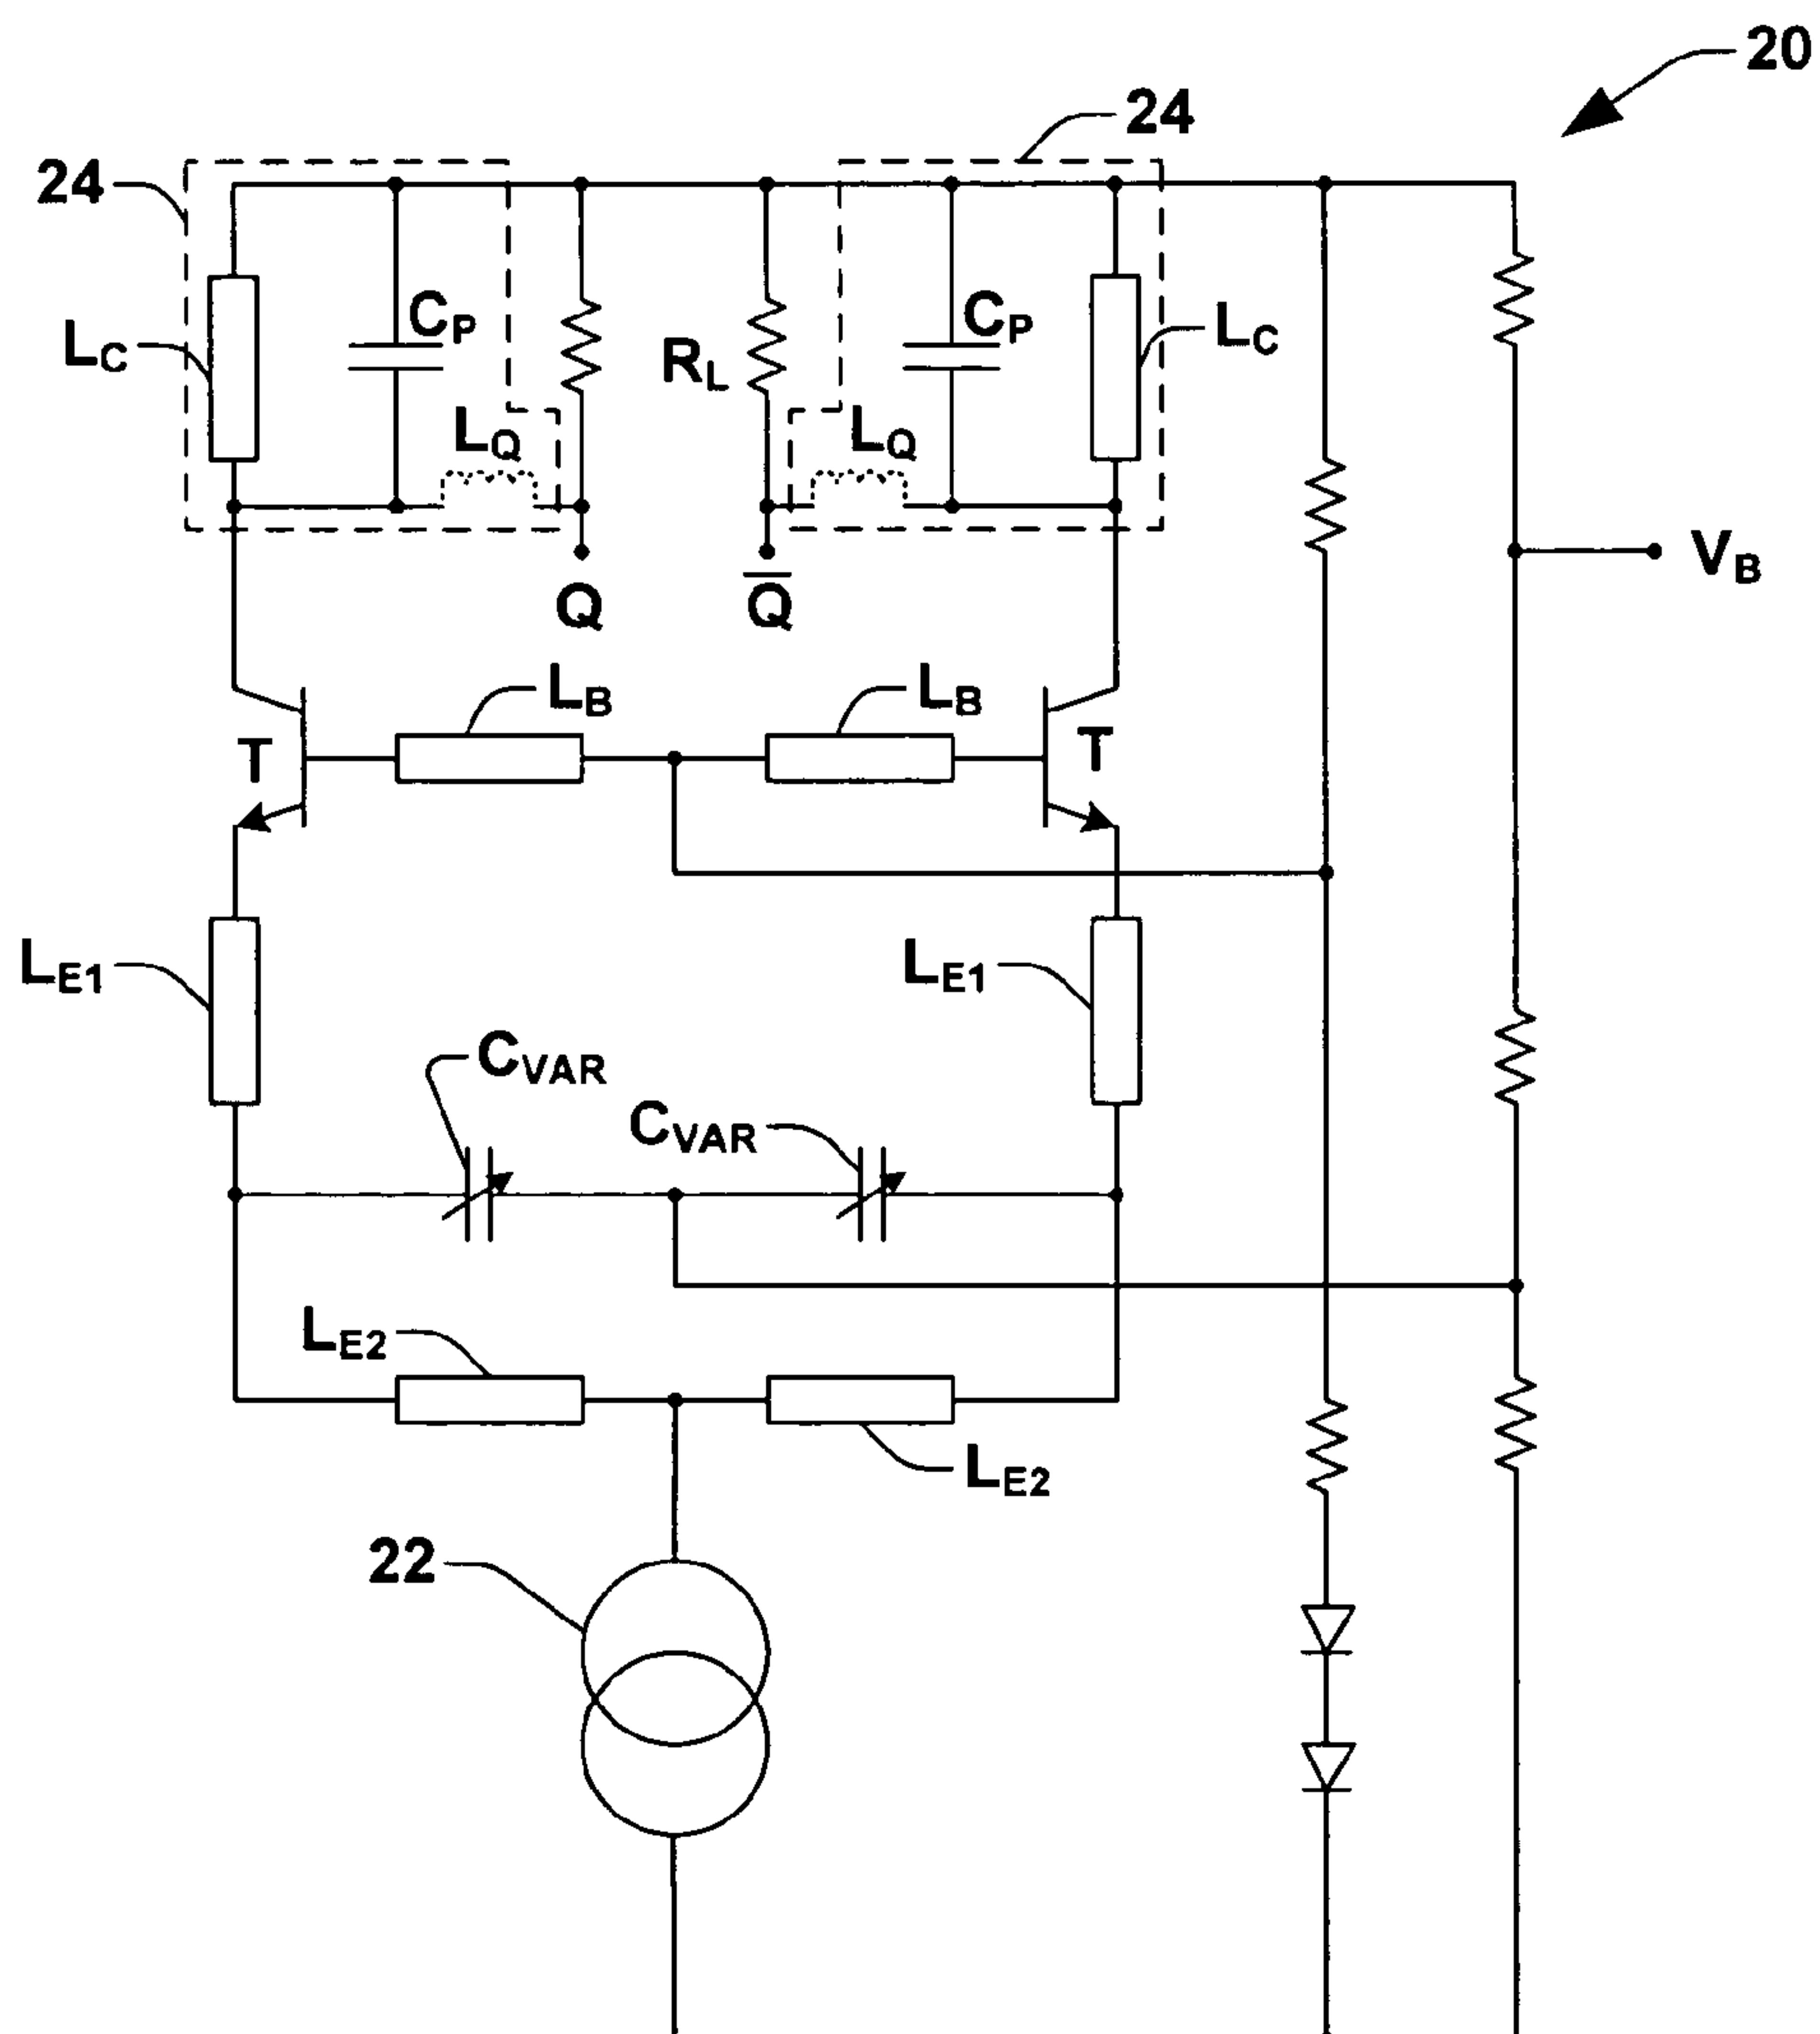 20
24
24
C_P
C_P
L_C
L_C
R_L
L_Q
L_Q
V_B
Q
Q̅
L_B
L_B
T
T
L_E1
L_E1
C_VAR
C_VAR
L_E2
L_E2
22